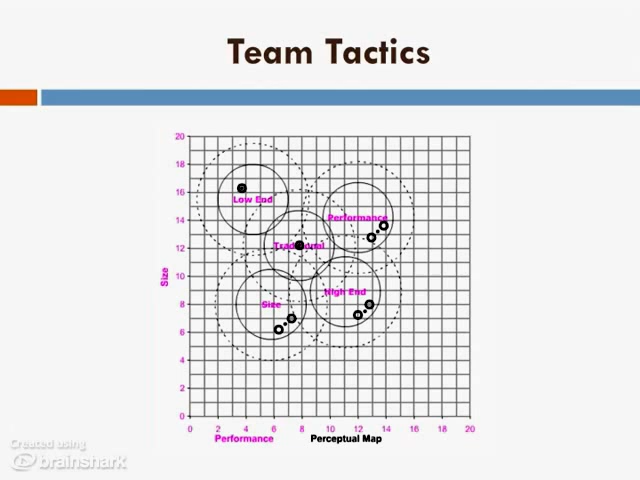 Team Tactics
20
18
16
14
12
10
8
6
4
2
0
Size
Low End
Performance
Traditional
High End
Size
0 2 4 6 8 10 12 14 16 18 20
Performance Perceptual Map
Created using
brainshark